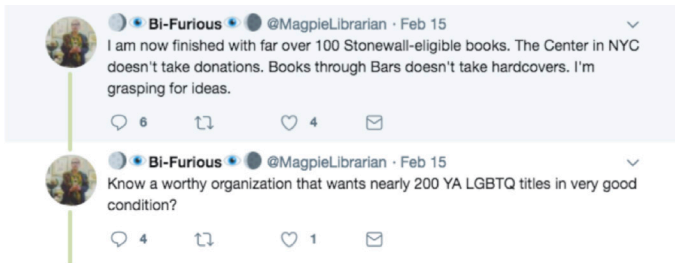 Bi-Furious @MagpieLibrarian · Feb 15
I am now finished with far over 100 Stonewall-eligible books. The Center in NYC
doesn't take donations. Books through Bars doesn't take hardcovers. I'm
grasping for ideas.
6 4
Bi-Furious @MagpieLibrarian · Feb 15
Know a worthy organization that wants nearly 200 YA LGBTQ titles in very good
condition?
4 1